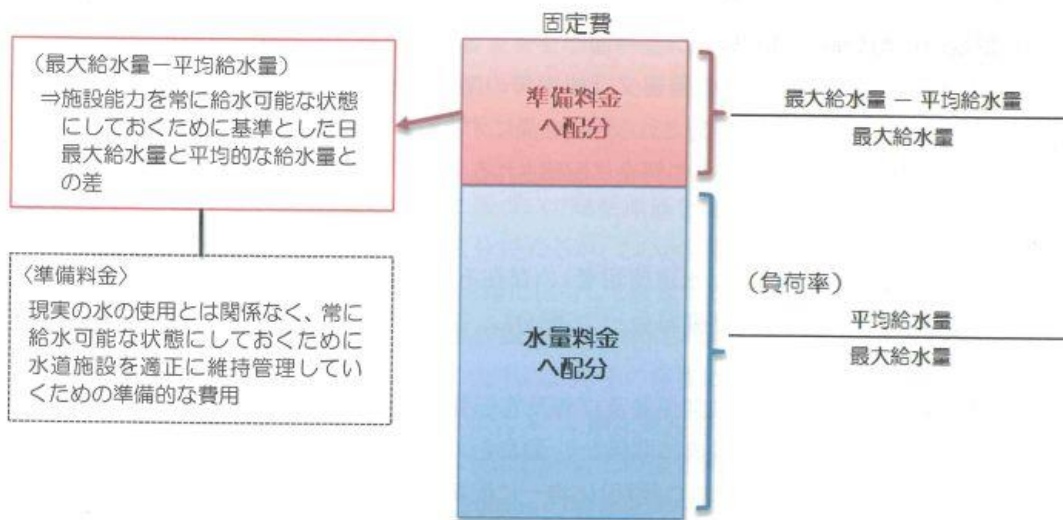 固定費
(最大給水量-平均給水量)
⇒施設能力を常に給水可能な状態
にしておくために基準とした日
最大給水量と平均的な給水量と
の差
準備料金
へ配分
最大給水量 - 平均給水量
最大給水量
〈準備料金〉
現実の水の使用とは関係なく、常に
給水可能な状態にしておくために
水道施設を適正に維持管理してい
くための準備的な費用
水量料金
へ配分
(負荷率)
平均給水量
最大給水量